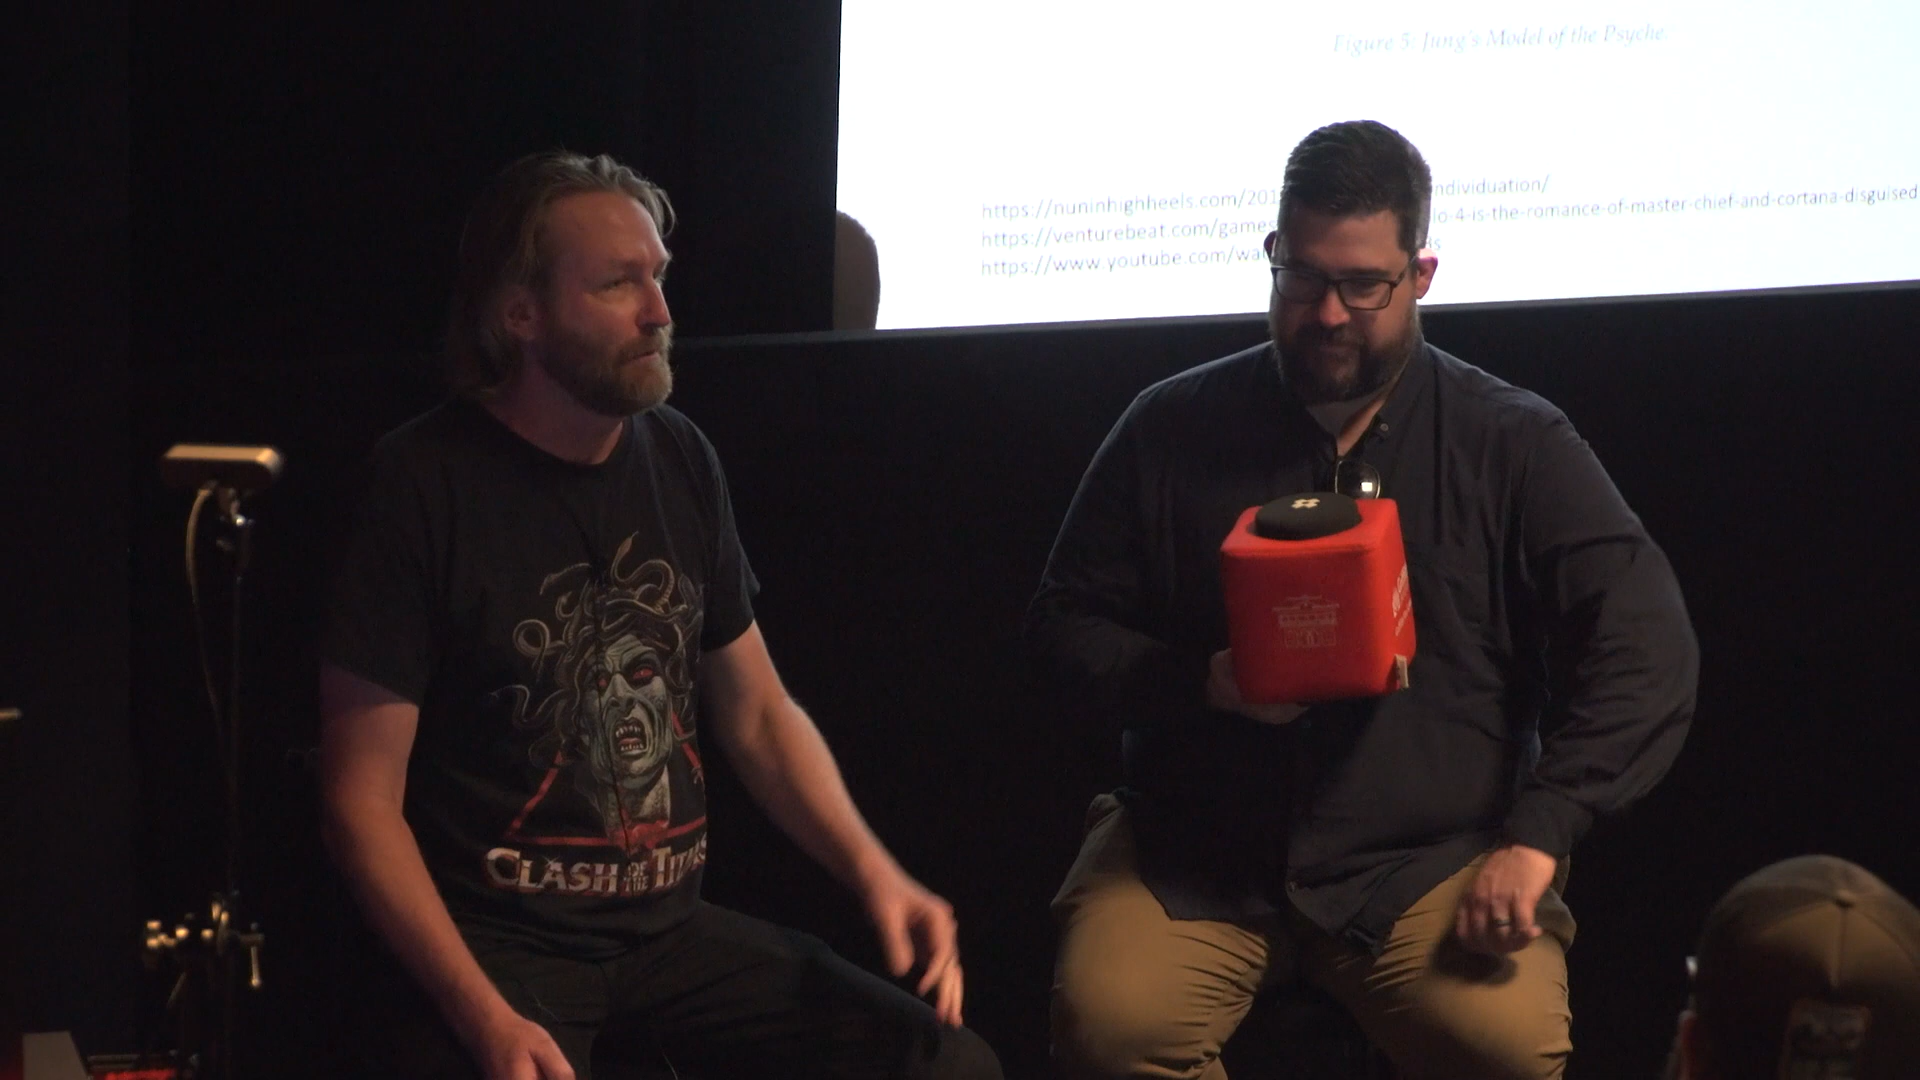 Figure 5: Jung's Model of the Psyche.
https://nuninhighheels.com/201 ndividuation/
https://venturebeat.com/games lo-4-is-the-romance-of-master-chief-and-cortana-disguised
https://www.youtube.com/wa
CLASH OF THE TITANS